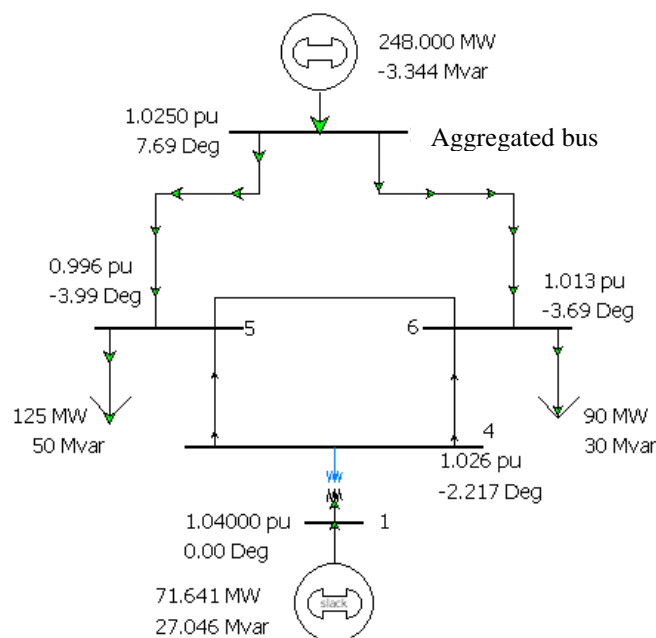 248.000 MW
-3.344 Mvar
1.0250 pu
7.69 Deg
Aggregated bus
0.996 pu
-3.99 Deg
1.013 pu
-3.69 Deg
5
6
125 MW
50 Mvar
90 MW
30 Mvar
4
1.026 pu
-2.217 Deg
1.04000 pu
0.00 Deg
1
71.641 MW
27.046 Mvar
slack